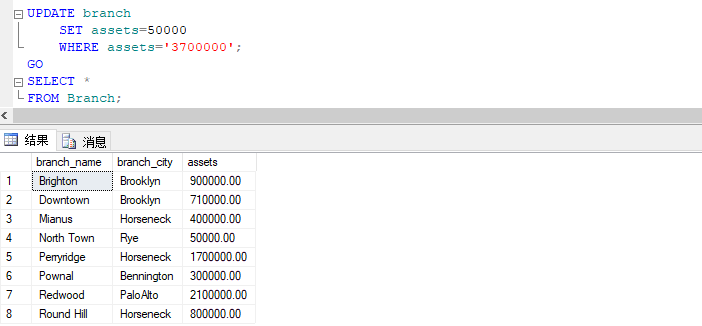 UPDATE branch
SET assets=50000
WHERE assets='3700000';
GO
SELECT *
FROM Branch;
结果 消息
branch_name branch_city assets
1 Brighton Brooklyn 900000.00
2 Downtown Brooklyn 710000.00
3 Mianus Horseneck 400000.00
4 North Town Rye 50000.00
5 Perryridge Horseneck 1700000.00
6 Pownal Bennington 300000.00
7 Redwood PaloAlto 2100000.00
8 Round Hill Horseneck 800000.00